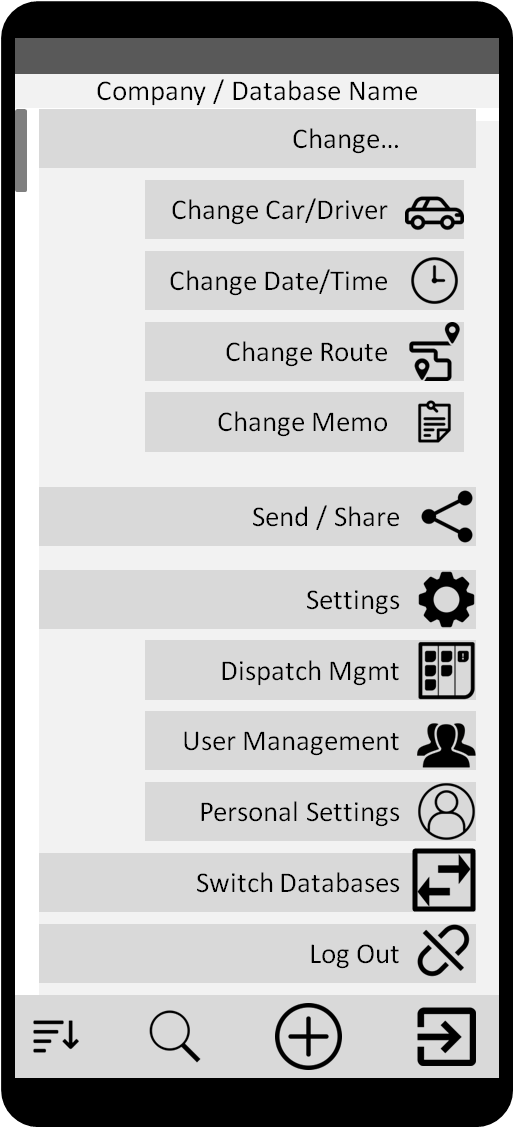 Company / Database Name
Change...
Change Car/Driver
Change Date/Time
Change Route
Change Memo
Send / Share
Settings
Dispatch Mgmt
User Management
Personal Settings
Switch Databases
Log Out